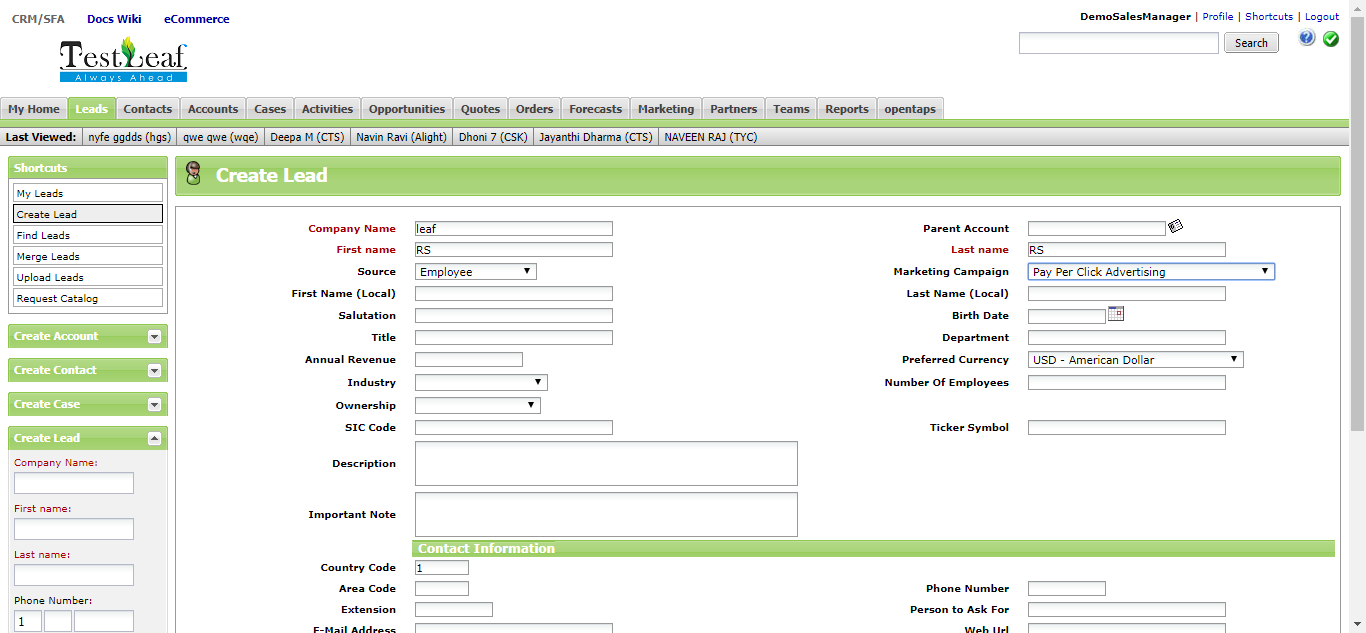 CRM/SFA Docs Wiki eCommerce
DemoSalesManager | Profile | Shortcuts | Logout
TestLeaf
Always Ahead
Search
My Home Leads Contacts Accounts Cases Activities Opportunities Quotes Orders Forecasts Marketing Partners Teams Reports opentaps
Last Viewed: nyfe ggdds (hgs) qwe qwe (wqe) Deepa M (CTS) Navin Ravi (Alight) Dhoni 7 (CSK) Jayanthi Dharma (CTS) NAVEEN RAJ (TYC)
Shortcuts
My Leads
Create Lead
Find Leads
Merge Leads
Upload Leads
Request Catalog
Create Account
Create Contact
Create Case
Create Lead
Company Name:
First name:
Last name:
Phone Number:
1
Create Lead
Company Name leaf Parent Account
First name RS Last name RS
Source Employee Marketing Campaign Pay Per Click Advertising
First Name (Local) Last Name (Local)
Salutation Birth Date
Title Department
Annual Revenue Preferred Currency USD - American Dollar
Industry Number Of Employees
Ownership
SIC Code Ticker Symbol
Description
Important Note
Contact Information
Country Code 1
Area Code Phone Number
Extension Person to Ask For
E-Mail Address Web Url